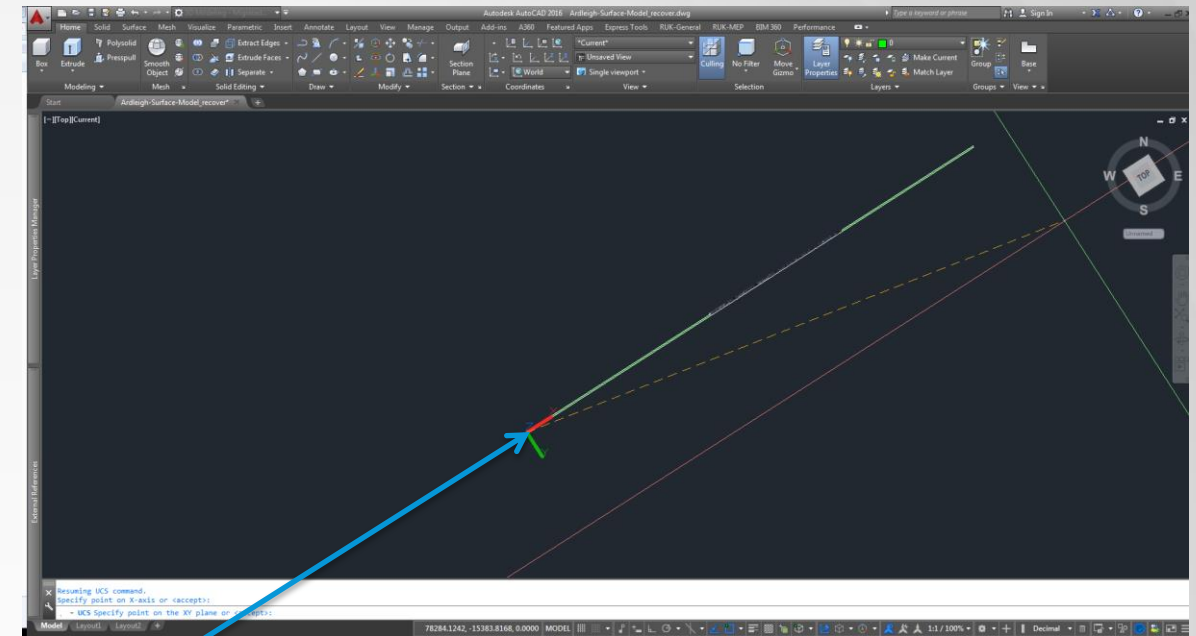 Autodesk AutoCAD 2016 Ardleigh-Surface-Model_recover.dwg
Type a keyword or phrase
Sign In
Home Solid Surface Mesh Visualize Parametric Insert Annotate Layout View Manage Output Add-ins A360 Featured Apps Express Tools RUK-General RUK-MEP BIM 360 Performance
Polysolid
Presspull
Box
Extrude
Smooth Object
Extract Edges
Extrude Faces
Separate
Section Plane
World
*Current*
Unsaved View
Single viewport
Culling
No Filter
Move Gizmo
Layer Properties
0
Make Current
Match Layer
Group
Base
Modeling Mesh Solid Editing Draw Modify Section Coordinates View Selection Layers Groups View
Start Ardleigh-Surface-Model_recover*
[−][Top][Current]
N
W TOP E
S
Unnamed
Layer Properties Manager
External References
X
Y
Resuming UCS command.
Specify point on X-axis or <accept>:
- UCS Specify point on the XY plane or <accept>:
Model Layout1 Layout2 +
78284.1242, -15383.8168, 0.0000 MODEL
1:1 / 100%
Decimal